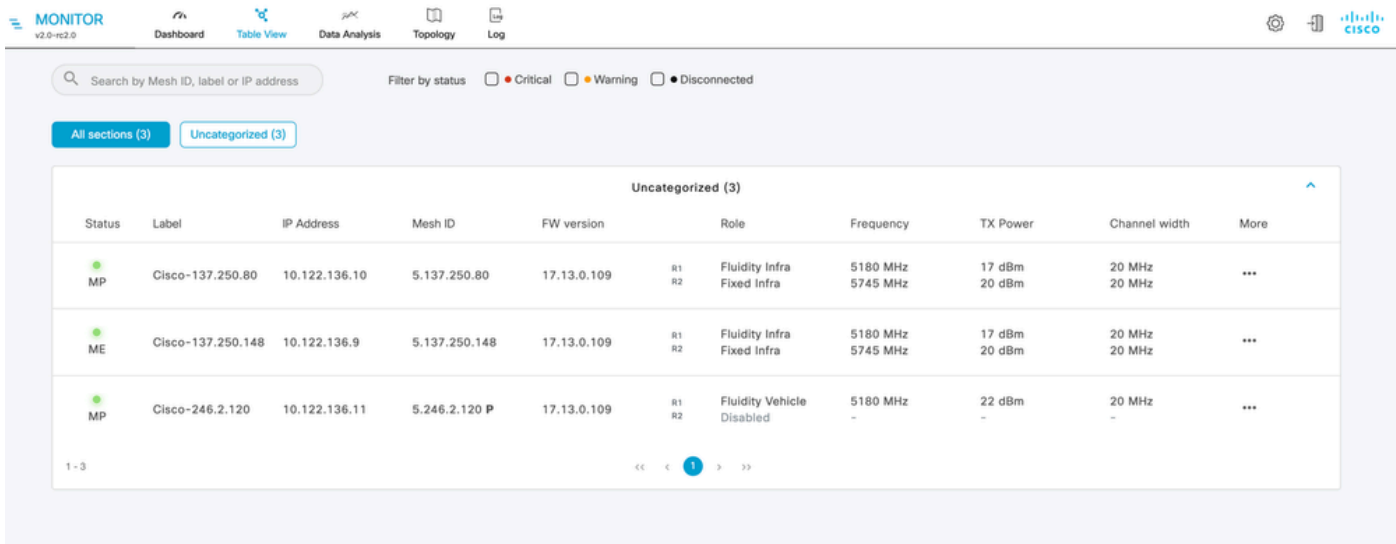 MONITOR
v2.0-rc2.0
Dashboard
Table View
Data Analysis
Topology
Log
CISCO
Search by Mesh ID, label or IP address
Filter by status Critical Warning Disconnected
All sections (3) Uncategorized (3)
Uncategorized (3)
Status Label IP Address Mesh ID FW version Role Frequency TX Power Channel width More
MP Cisco-137.250.80 10.122.136.10 5.137.250.80 17.13.0.109 R1 Fluidity Infra 5180 MHz 17 dBm 20 MHz •••
R2 Fixed Infra 5745 MHz 20 dBm 20 MHz
ME Cisco-137.250.148 10.122.136.9 5.137.250.148 17.13.0.109 R1 Fluidity Infra 5180 MHz 17 dBm 20 MHz •••
R2 Fixed Infra 5745 MHz 20 dBm 20 MHz
MP Cisco-246.2.120 10.122.136.11 5.246.2.120 P 17.13.0.109 R1 Fluidity Vehicle 5180 MHz 22 dBm 20 MHz •••
R2 Disabled - - -
1 - 3 << < 1 > >>